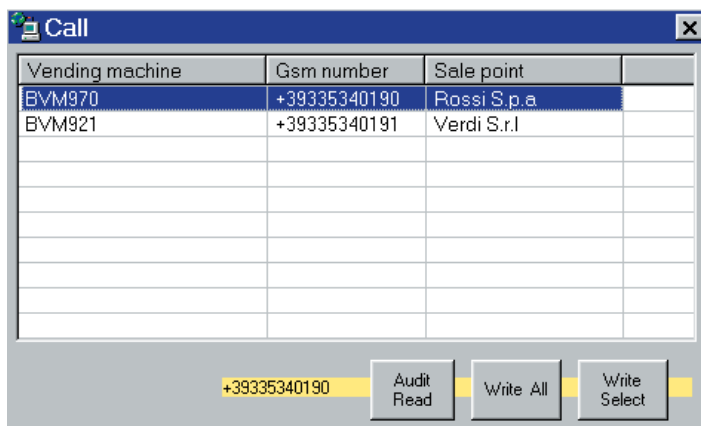 Call
Vending machine Gsm number Sale point
BVM970 +39335340190 Rossi S.p.a
BVM921 +39335340191 Verdi S.r.l
+39335340190 Audit Read Write All Write Select